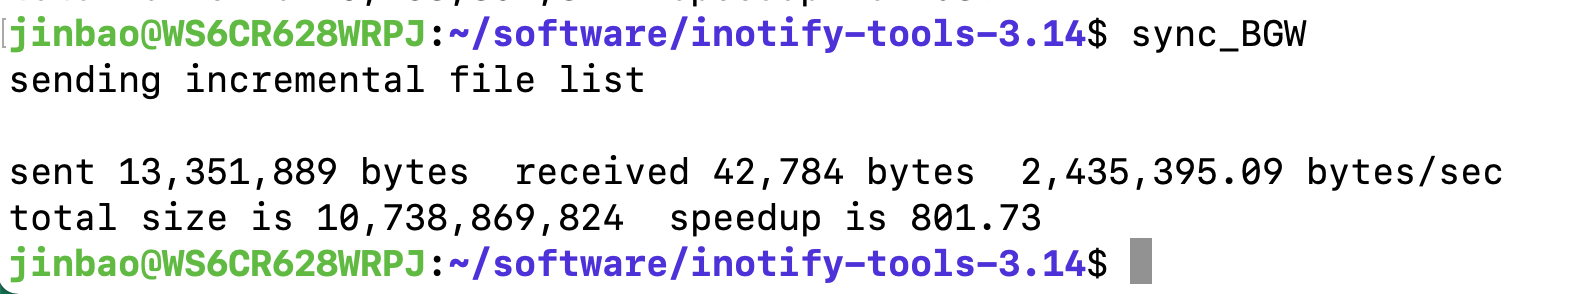 jinbao@WS6CR628WRPJ:~/software/inotify-tools-3.14$ sync_BGW
sending incremental file list

sent 13,351,889 bytes  received 42,784 bytes  2,435,395.09 bytes/sec
total size is 10,738,869,824  speedup is 801.73
jinbao@WS6CR628WRPJ:~/software/inotify-tools-3.14$